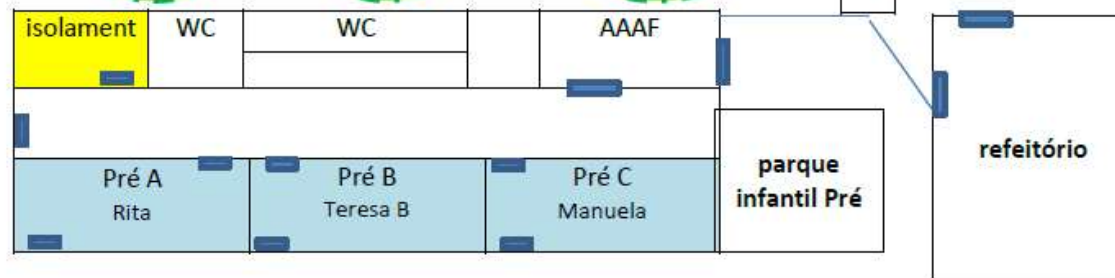 isolament
WC
WC
AAAF
Pré A
Rita
Pré B
Teresa B
Pré C
Manuela
parque
infantil Pré
refeitório